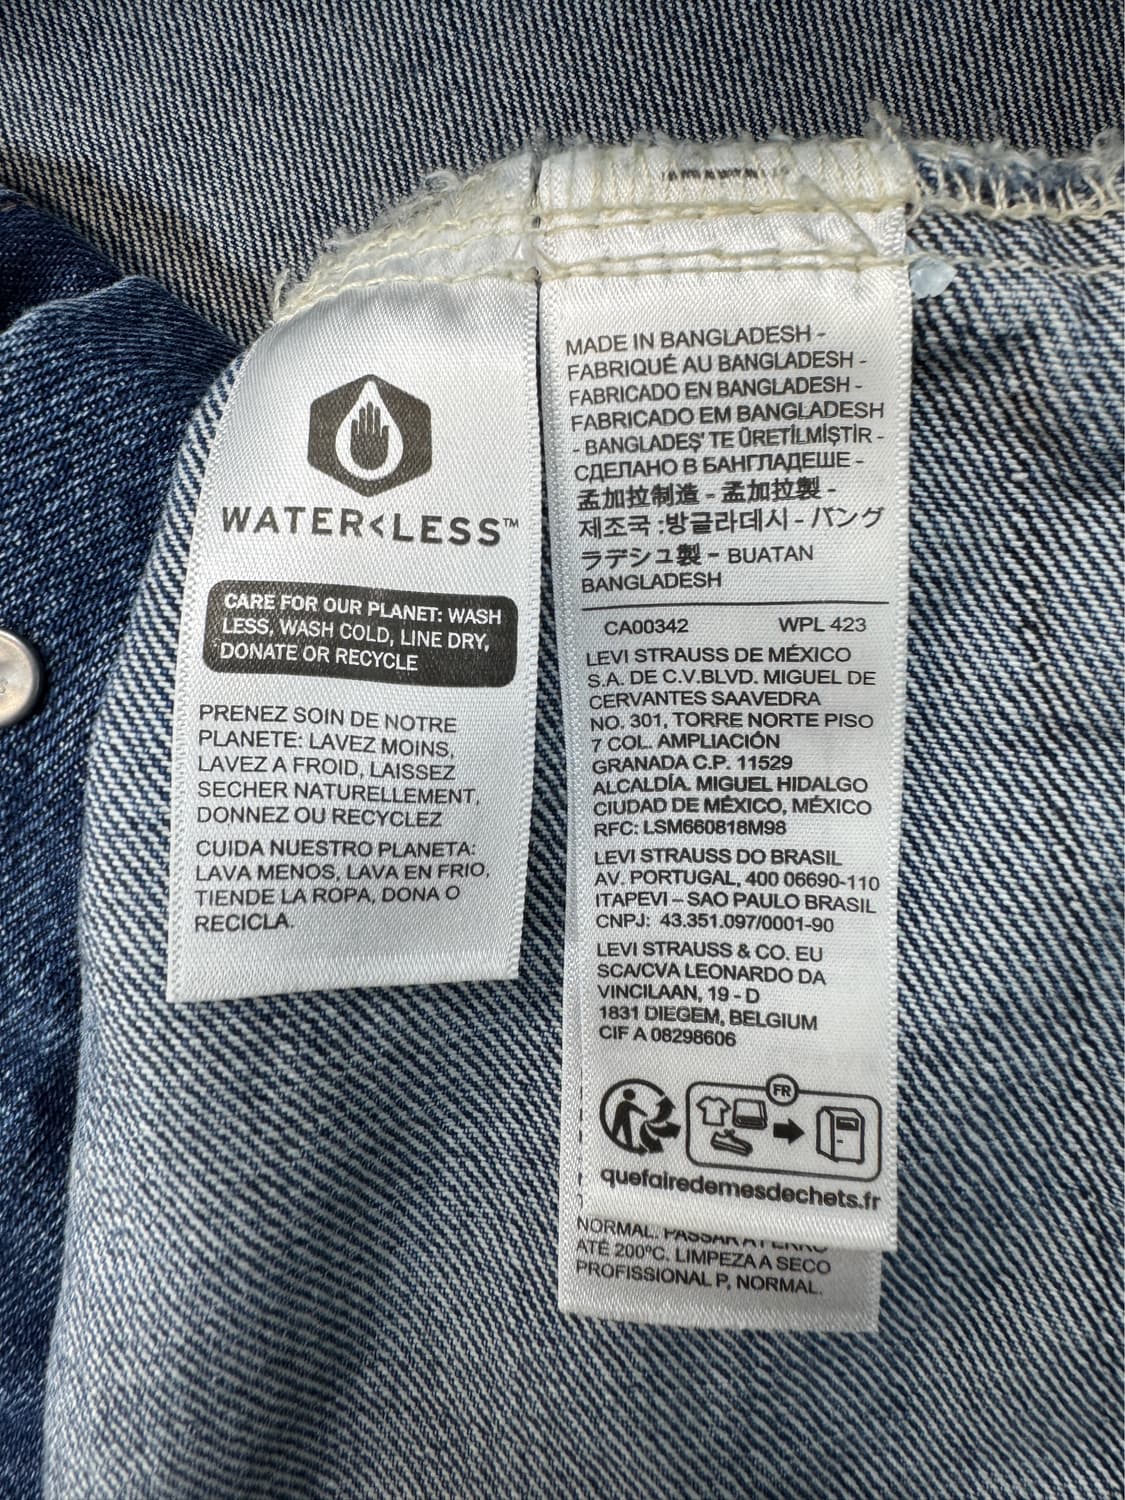 WATER<LESS™
CARE FOR OUR PLANET: WASH
LESS, WASH COLD, LINE DRY,
DONATE OR RECYCLE
PRENEZ SOIN DE NOTRE
PLANETE: LAVEZ MOINS,
LAVEZ A FROID, LAISSEZ
SECHER NATURELLEMENT,
DONNEZ OU RECYCLEZ
CUIDA NUESTRO PLANETA:
LAVA MENOS, LAVA EN FRIO,
TIENDE LA ROPA, DONA O
RECICLA.
MADE IN BANGLADESH -
FABRIQUÉ AU BANGLADESH -
FABRICADO EN BANGLADESH -
FABRICADO EM BANGLADESH
- BANGLADEŞ' TE ÜRETİLMİŞTİR -
СДЕЛАНО В БАНГЛАДЕШЕ -
孟加拉制造 - 孟加拉製 -
제조국 :방글라데시 - バング
ラデシュ製 - BUATAN
BANGLADESH
CA00342 WPL 423
LEVI STRAUSS DE MÉXICO
S.A. DE C.V.BLVD. MIGUEL DE
CERVANTES SAAVEDRA
NO. 301, TORRE NORTE PISO
7 COL. AMPLIACIÓN
GRANADA C.P. 11529
ALCALDÍA. MIGUEL HIDALGO
CIUDAD DE MÉXICO, MÉXICO
RFC: LSM660818M98
LEVI STRAUSS DO BRASIL
AV. PORTUGAL, 400 06690-110
ITAPEVI – SAO PAULO BRASIL
CNPJ: 43.351.097/0001-90
LEVI STRAUSS & CO. EU
SCA/CVA LEONARDO DA
VINCILAAN, 19 - D
1831 DIEGEM, BELGIUM
CIF A 08298606
FR
quefairedemesdechets.fr
NORMAL. PASSAR A FERRO
ATÉ 200ºC. LIMPEZA A SECO
PROFISSIONAL P, NORMAL.